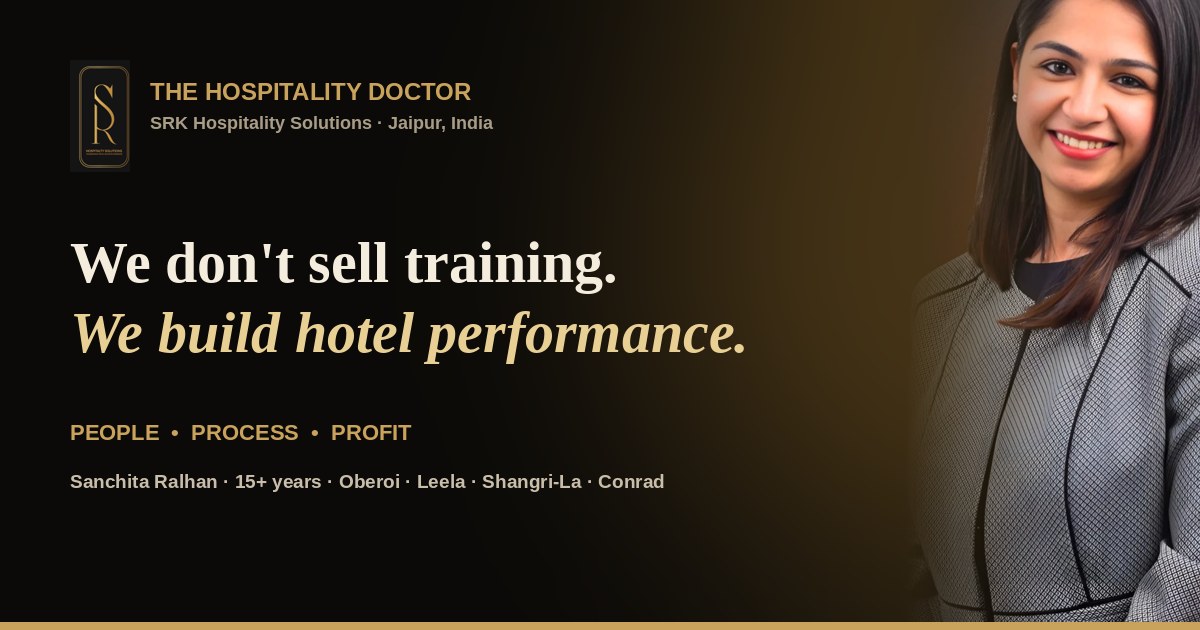 SR
THE HOSPITALITY DOCTOR
SRK Hospitality Solutions · Jaipur, India
We don't sell training.
We build hotel performance.
PEOPLE • PROCESS • PROFIT
Sanchita Ralhan · 15+ years · Oberoi · Leela · Shangri-La · Conrad